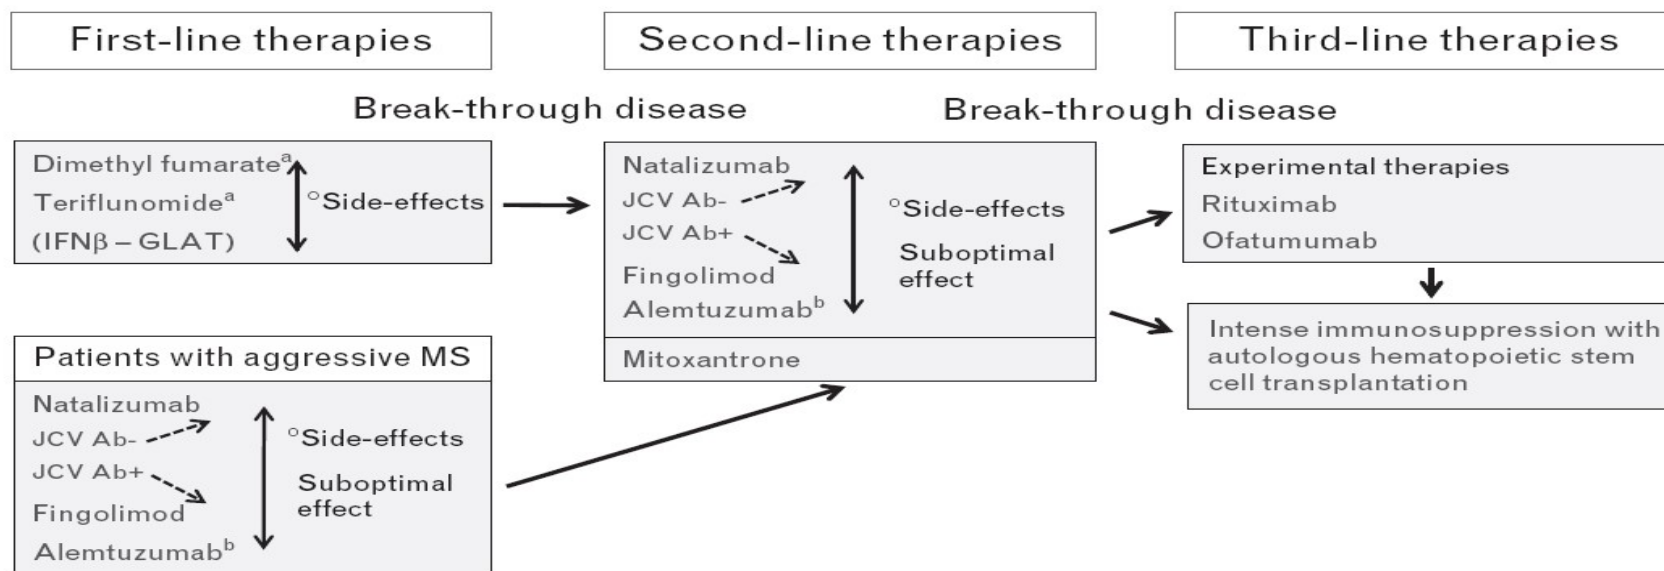 First-line therapies
Second-line therapies
Third-line therapies
Break-through disease
Break-through disease
Dimethyl fumarateᵃ
Teriflunomideᵃ
(IFNβ – GLAT)
°Side-effects
Patients with aggressive MS
Natalizumab
JCV Ab-
JCV Ab+
Fingolimod
Alemtuzumabᵇ
°Side-effects
Suboptimal
effect
Natalizumab
JCV Ab-
JCV Ab+
Fingolimod
Alemtuzumabᵇ
°Side-effects
Suboptimal
effect
Mitoxantrone
Experimental therapies
Rituximab
Ofatumumab
Intense immunosuppression with
autologous hematopoietic stem
cell transplantation